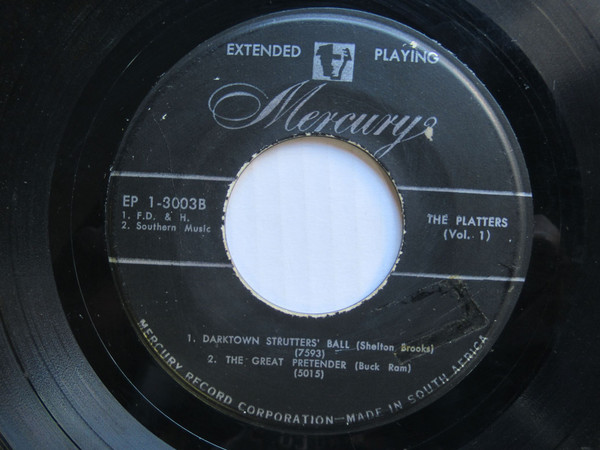 EXTENDED PLAYING
Mercury
EP 1-3003B
1. F.D. & H.
2. Southern Music
THE PLATTERS
(Vol. 1)
1. DARKTOWN STRUTTERS' BALL (Shelton Brooks)
(7593)
2. THE GREAT PRETENDER (Buck Ram)
(5015)
MERCURY RECORD CORPORATION—MADE IN SOUTH AFRICA